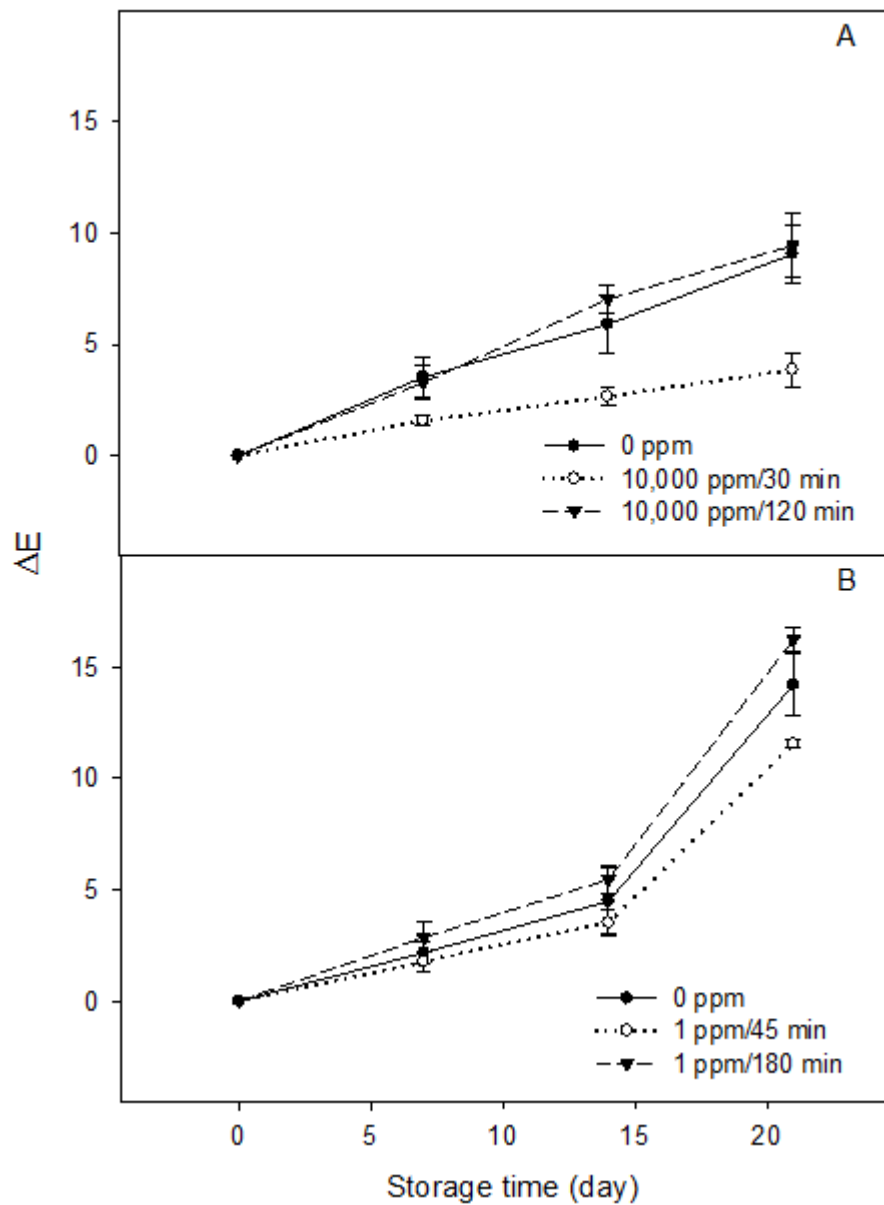 A
15
10
5
0
0 ppm
10,000 ppm/30 min
10,000 ppm/120 min
ΔE
B
15
10
5
0
0 ppm
1 ppm/45 min
1 ppm/180 min
0 5 10 15 20
Storage time (day)